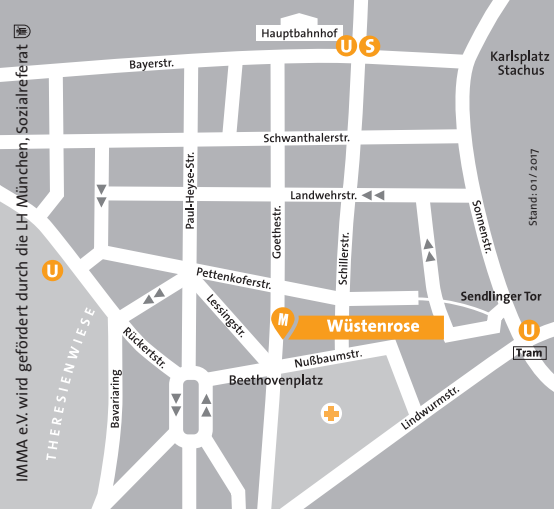 Hauptbahnhof
U S
Karlsplatz
Stachus
Bayerstr.
Schwanthalerstr.
Landwehrstr.
Paul-Heyse-Str.
Goethestr.
Schillerstr.
Sonnenstr.
Stand: 01/2017
IMMA e.V. wird gefördert durch die LH München, Sozialreferat
U
Pettenkoferstr.
Lessingstr.
Sendlinger Tor
M
Wüstenrose
U
Tram
THERESIENWIESE
Rückertstr.
Nußbaumstr.
Beethovenplatz
Bavariaring
Lindwurmstr.